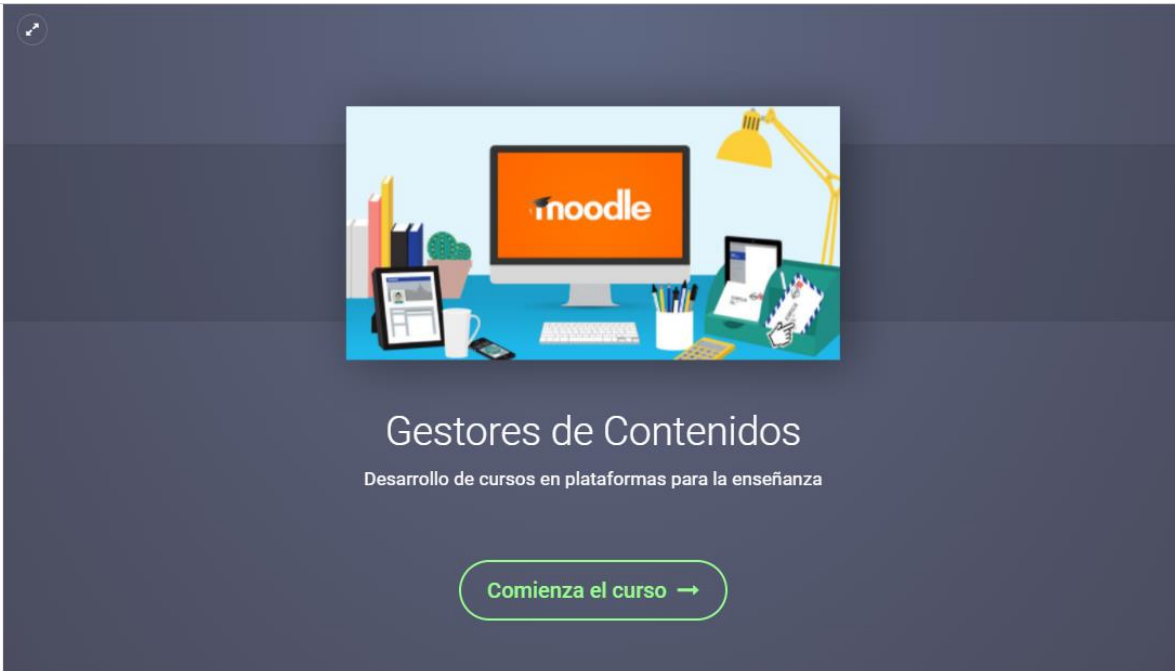 moodle
Gestores de Contenidos
Desarrollo de cursos en plataformas para la enseñanza
Comienza el curso →